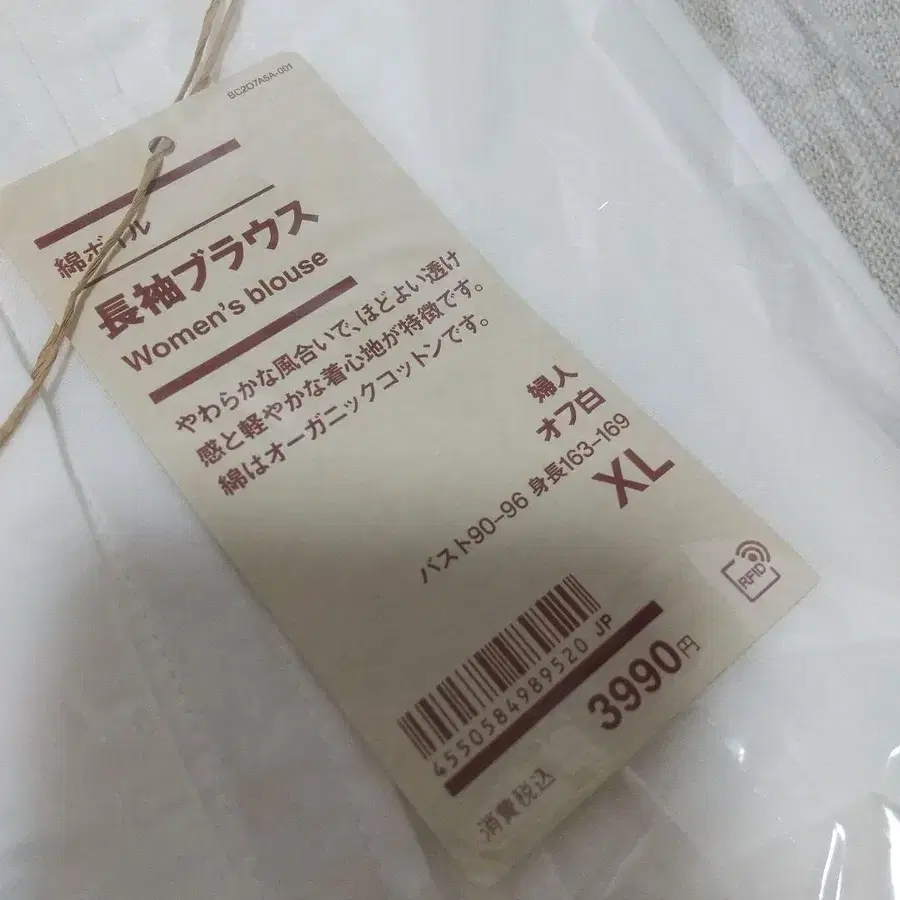 BC2O7A5A-001
綿ボイル
長袖ブラウス
Women's blouse
やわらかな風合いで、ほどよい透け
感と軽やかな着心地が特徴です。
綿はオーガニックコットンです。
婦人
オフ白
バスト90-96 身長163-169
XL
RFID
4550584989520 JP
3990円
消費税込